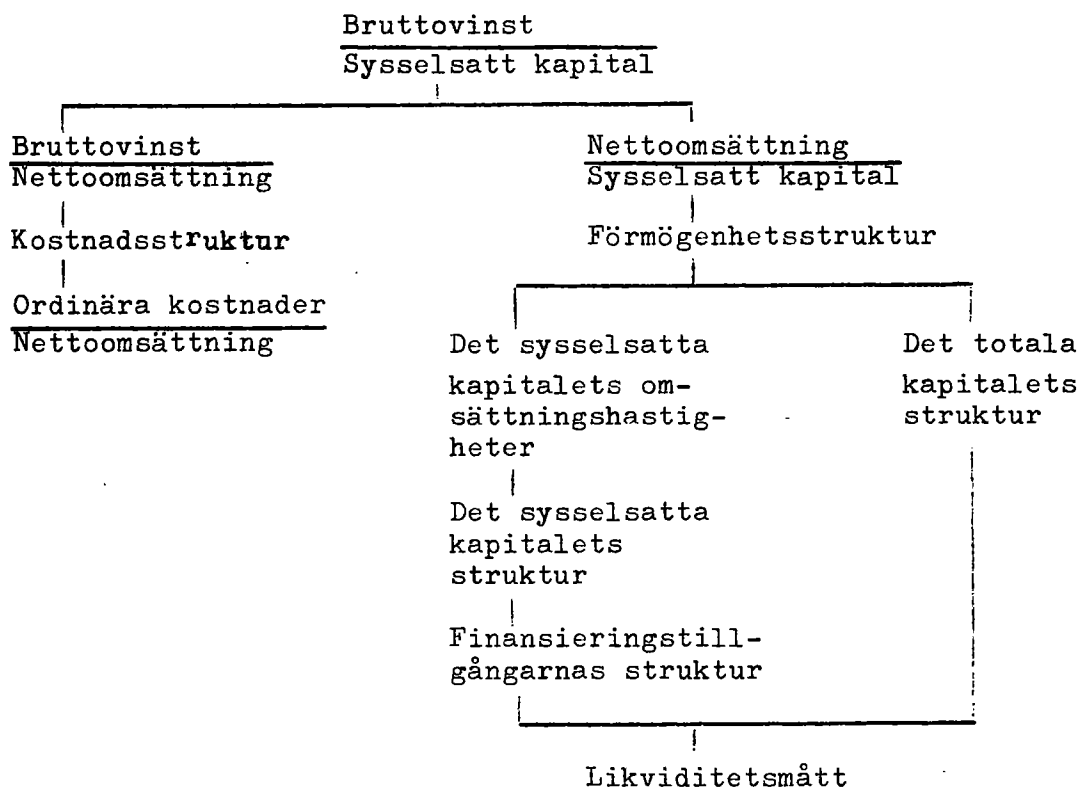 Bruttovinst
Sysselsatt kapital
Bruttovinst
Nettoomsättning
Nettoomsättning
Sysselsatt kapital
Kostnadsstruktur
Förmögenhetsstruktur
Ordinära kostnader
Nettoomsättning
Det sysselsatta
kapitalets om-
sättningshastig-
heter
Det totala
kapitalets
struktur
Det sysselsatta
kapitalets
struktur
Finansieringstill-
gångarnas struktur
Likviditetsmått